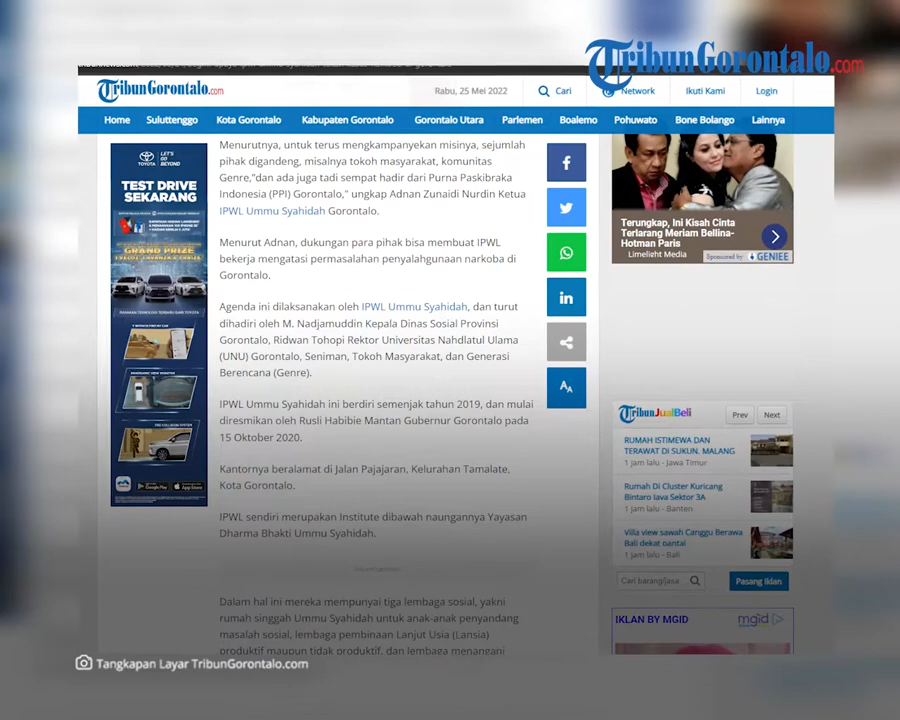 TribunGorontalo.com
TribunGorontalo.com
Rabu, 25 Mei 2022
Cari
Network
Ikuti Kami
Login
Home
Suluttenggo
Kota Gorontalo
Kabupaten Gorontalo
Gorontalo Utara
Parlemen
Boalemo
Pohuwato
Bone Bolango
Lainnya
TOYOTA
LET'S
GO
BEYOND
TEST DRIVE
SEKARANG
GRAND PRIZE
Google Play
App Store
Menurutnya, untuk terus mengkampanyekan misinya, sejumlah
pihak digandeng, misalnya tokoh masyarakat, komunitas
Genre,"dan ada juga tadi sempat hadir dari Purna Paskibraka
Indonesia (PPI) Gorontalo," ungkap Adnan Zunaidi Nurdin Ketua
IPWL Ummu Syahidah Gorontalo.
Menurut Adnan, dukungan para pihak bisa membuat IPWL
bekerja mengatasi permasalahan penyalahgunaan narkoba di
Gorontalo.
Agenda ini dilaksanakan oleh IPWL Ummu Syahidah, dan turut
dihadiri oleh M. Nadjamuddin Kepala Dinas Sosial Provinsi
Gorontalo, Ridwan Tohopi Rektor Universitas Nahdlatul Ulama
(UNU) Gorontalo, Seniman, Tokoh Masyarakat, dan Generasi
Berencana (Genre).
IPWL Ummu Syahidah ini berdiri semenjak tahun 2019, dan mulai
diresmikan oleh Rusli Habibie Mantan Gubernur Gorontalo pada
15 Oktober 2020.
Kantornya beralamat di Jalan Pajajaran, Kelurahan Tamalate,
Kota Gorontalo.
IPWL sendiri merupakan Institute dibawah naungannya Yayasan
Dharma Bhakti Ummu Syahidah.
Dalam hal ini mereka mempunyai tiga lembaga sosial, yakni
rumah singgah Ummu Syahidah untuk anak-anak penyandang
masalah sosial, lembaga pembinaan Lanjut Usia (Lansia)
produktif maupun tidak produktif, dan lembaga menangani
Terungkap, Ini Kisah Cinta
Terlarang Meriam Bellina-
Hotman Paris
Limelight Media
Sponsored by GENIEE
TribunJualBeli
Prev
Next
RUMAH ISTIMEWA DAN
TERAWAT DI SUKUN, MALANG
1 jam lalu - Jawa Timur
Rumah Di Cluster Kuricang
Bintaro Jaya Sektor 3A
1 jam lalu - Banten
Villa view sawah Canggu Berawa
Bali dekat pantai
1 jam lalu - Bali
Cari barang/jasa
Pasang Iklan
IKLAN BY MGID
mgid
Tangkapan Layar TribunGorontalo.com